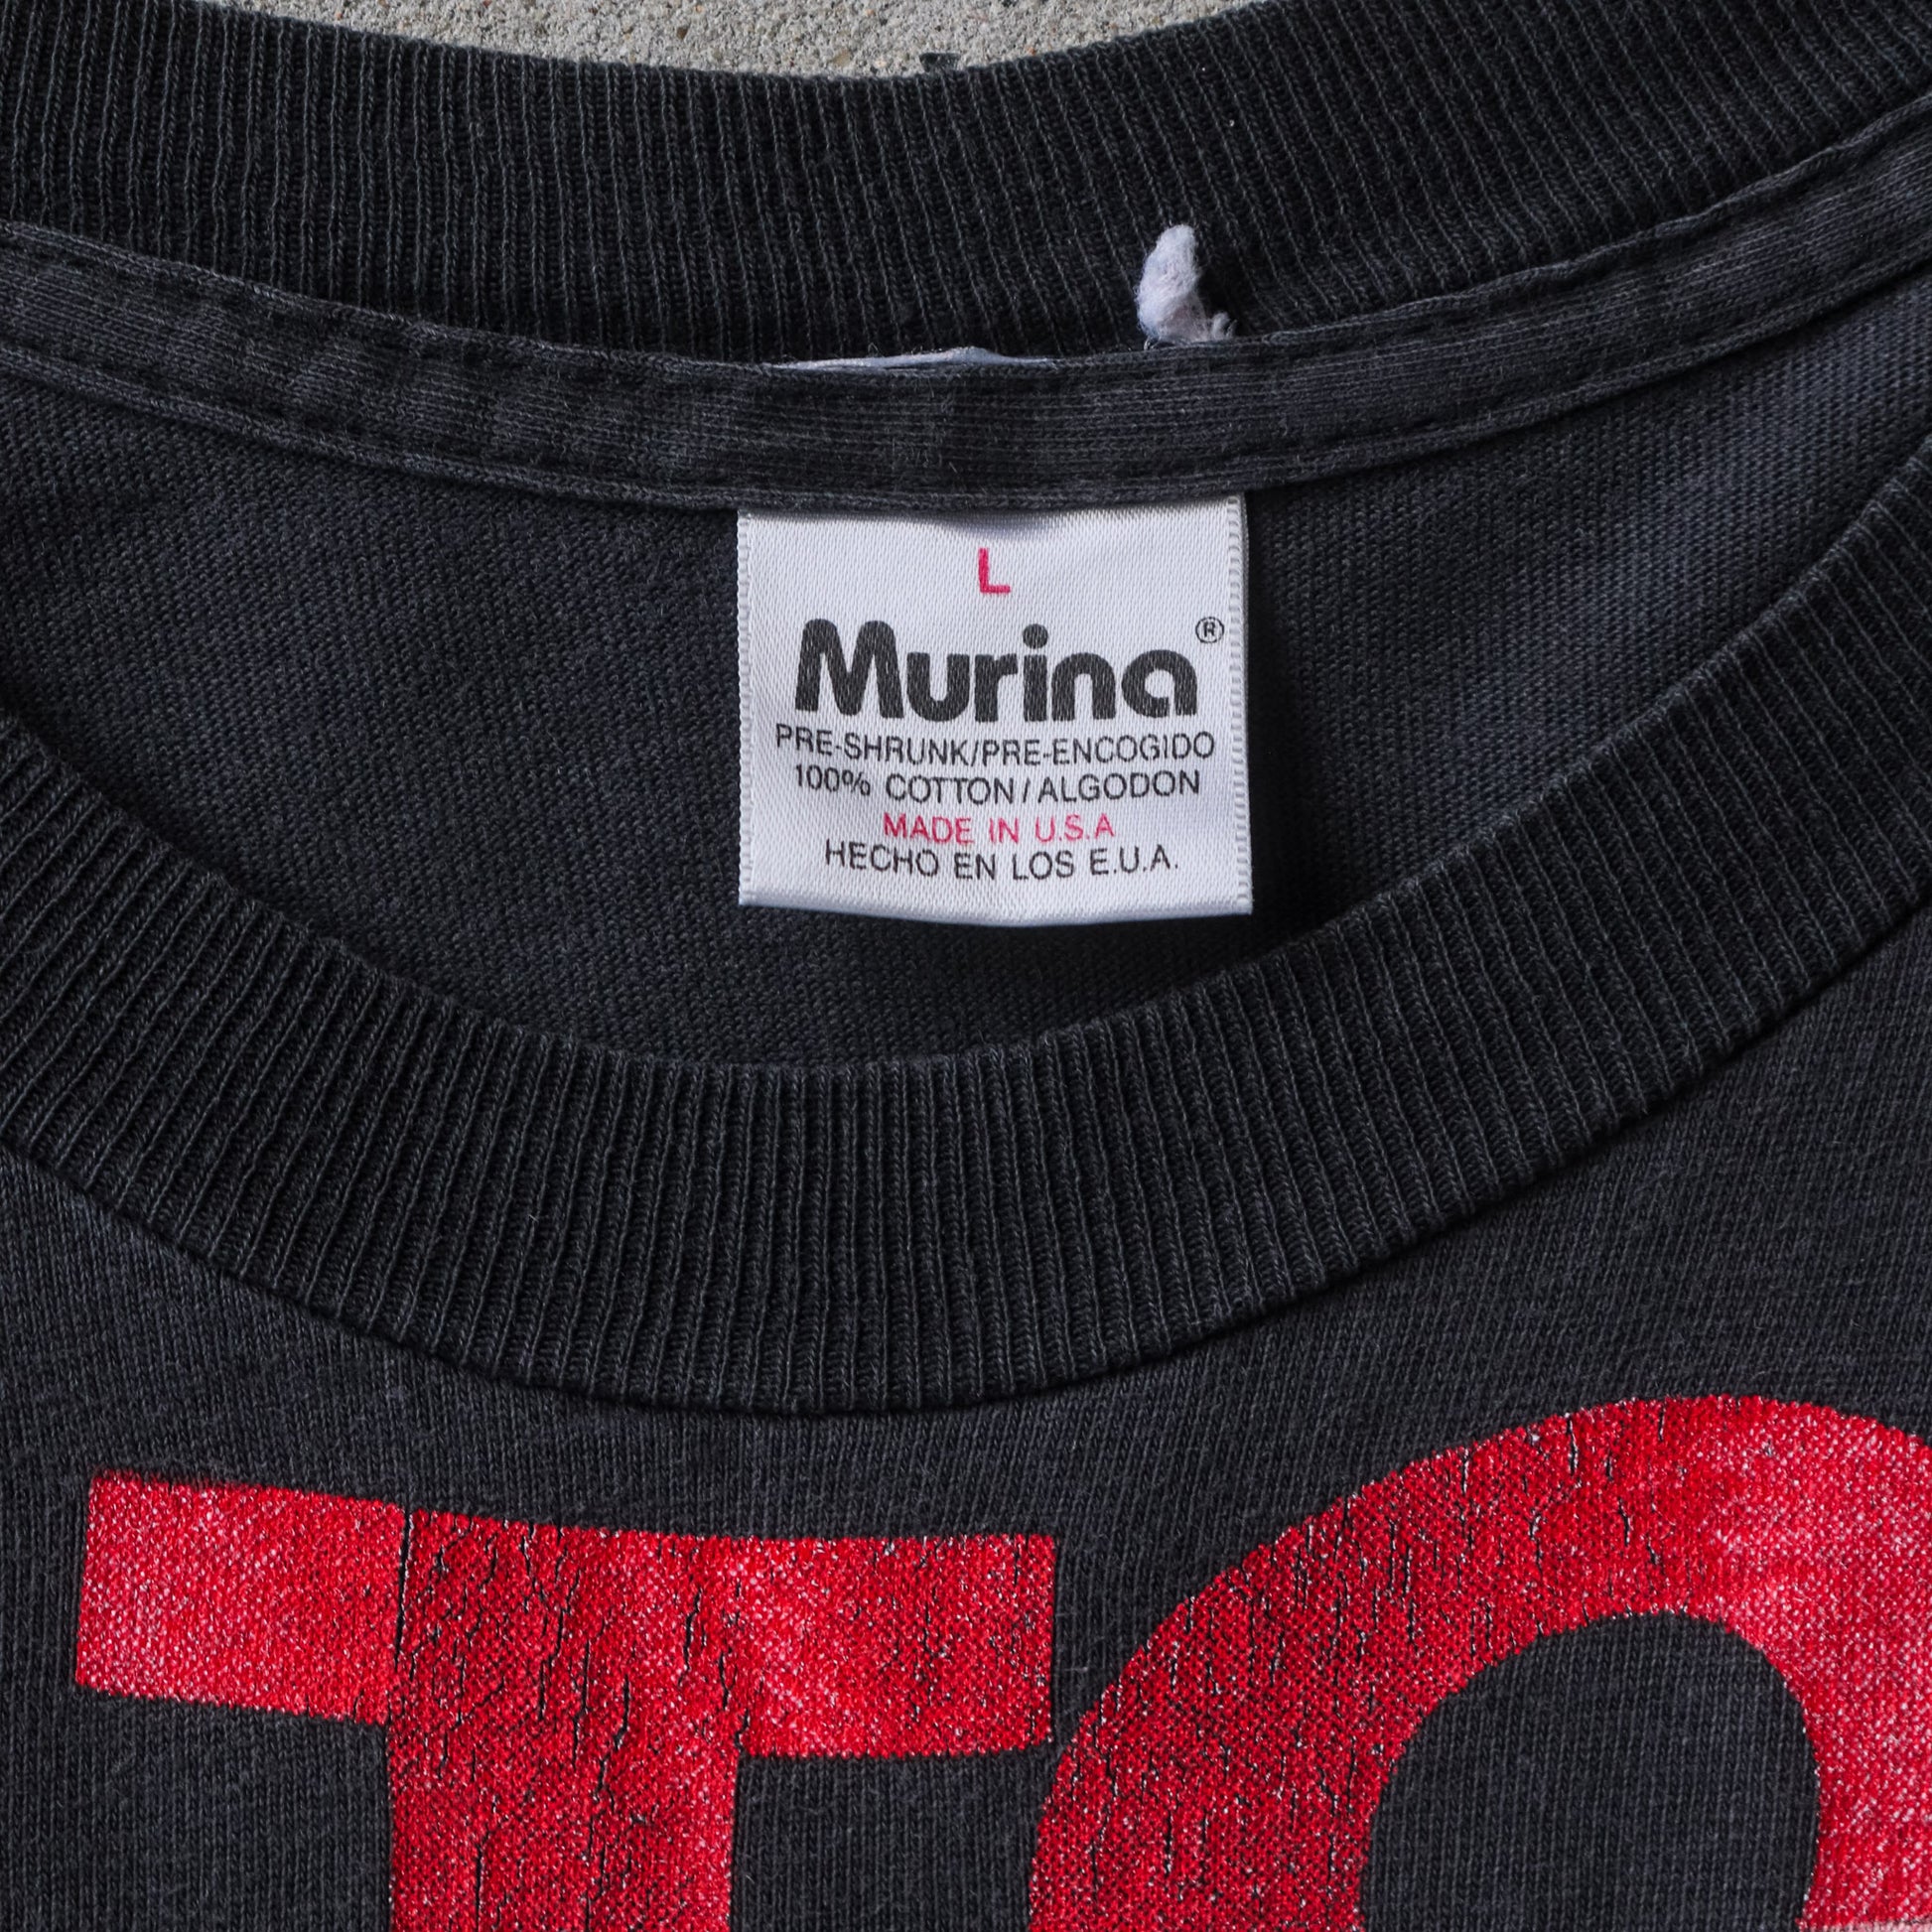 L
Murina®
PRE-SHRUNK/PRE-ENCOGIDO
100% COTTON/ALGODON
MADE IN U.S.A
HECHO EN LOS E.U.A.